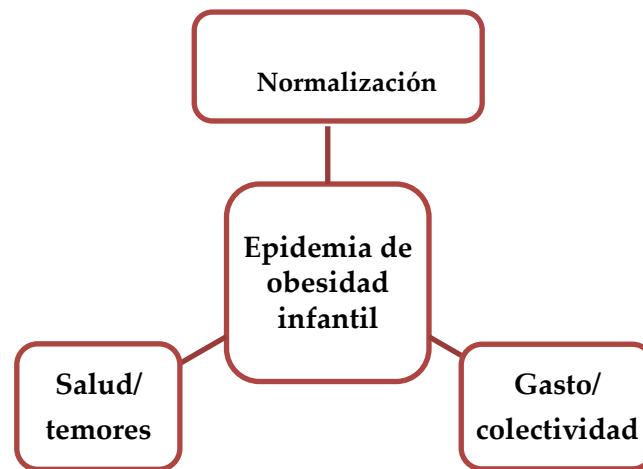 Normalización
Epidemia de
obesidad
infantil
Salud/
temores
Gasto/
colectividad